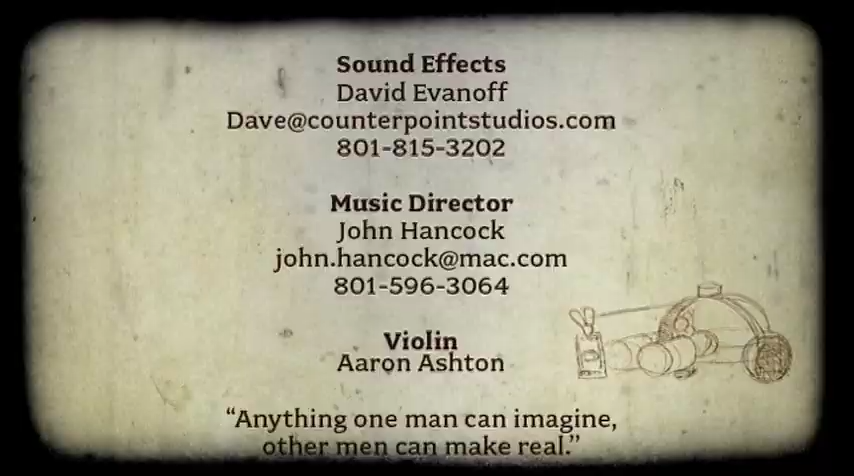 Sound Effects
David Evanoff
Dave@counterpointstudios.com
801-815-3202
Music Director
John Hancock
john.hancock@mac.com
801-596-3064
Violin
Aaron Ashton
“Anything one man can imagine,
other men can make real.”